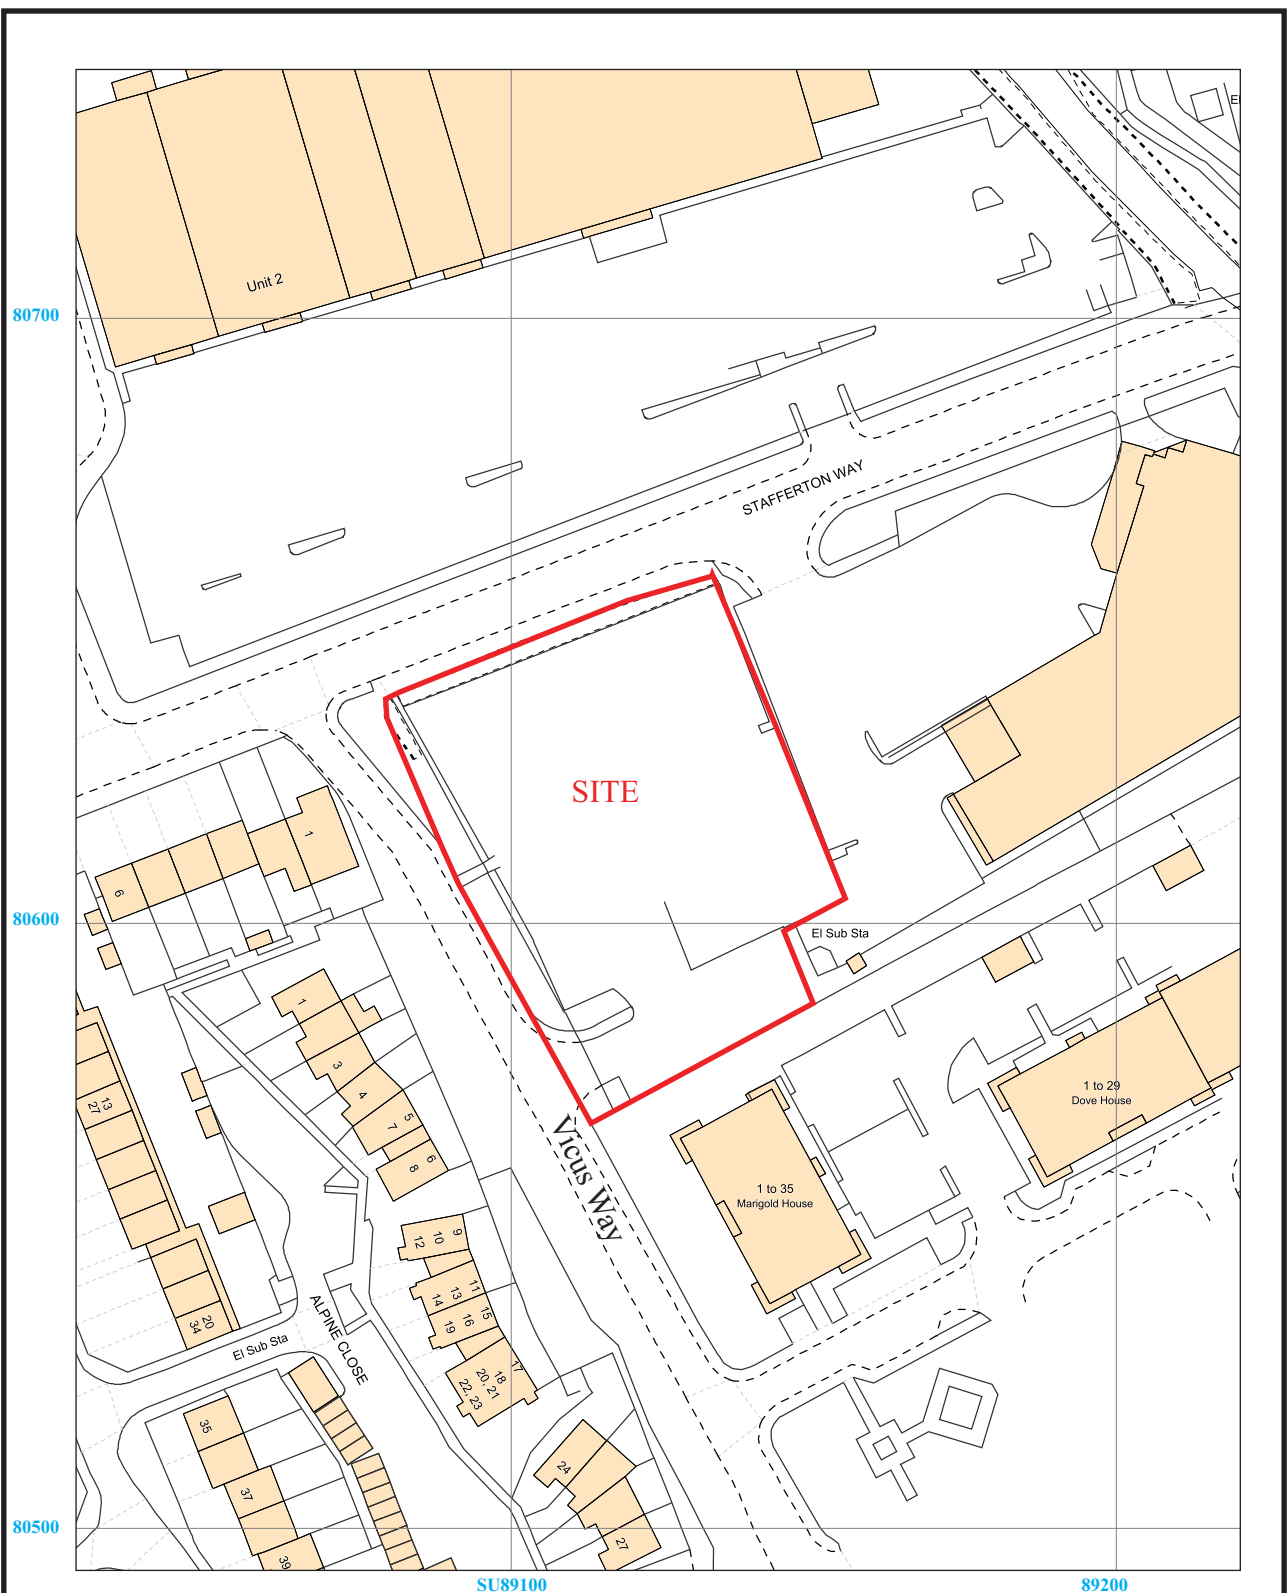 El
Unit 2
80700
STAFFERTON WAY
SITE
1
6
80600
El Sub Sta
1
3
4
5
7
6
8
13
27
1 to 29
Dove House
Vicus Way
1 to 35
Marigold House
9
10
12
11
13
14
15
16
19
17
18
20, 21
22, 23
20
34
El Sub Sta
ALPINE CLOSE
35
24
37
27
39
80500
SU89100
89200